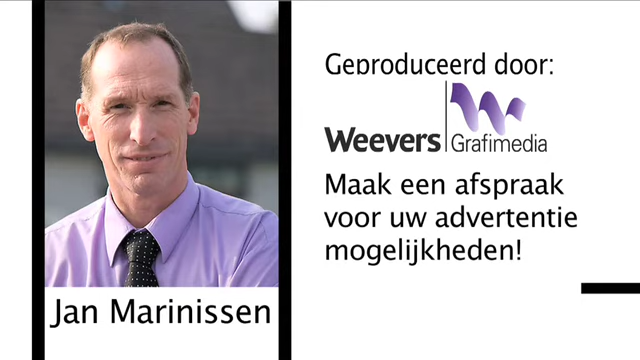 Geproduceerd door:
Weevers Grafimedia
Maak een afspraak
voor uw advertentie
mogelijkheden!
Jan Marinissen